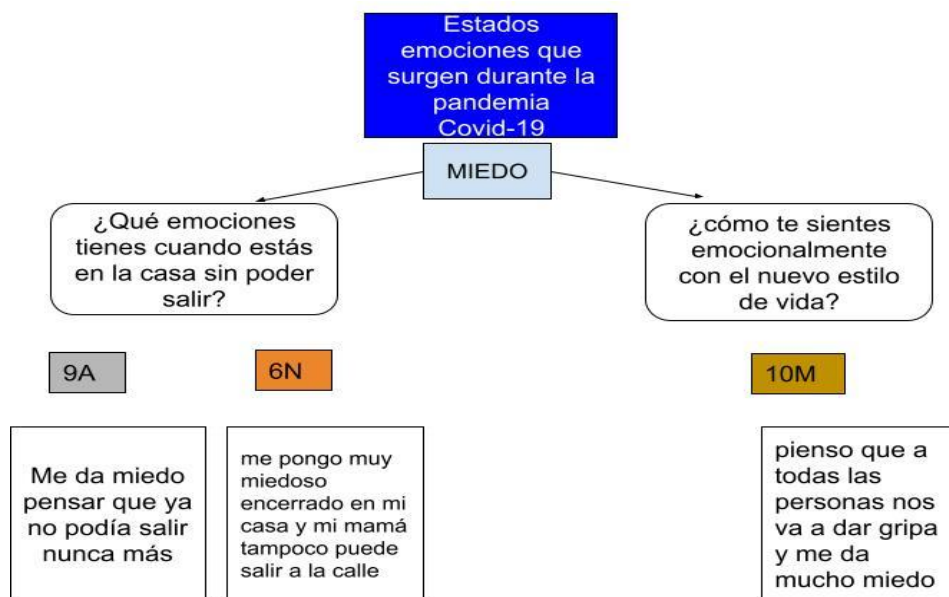 Estados
emociones que
surgen durante la
pandemia
Covid-19
MIEDO
¿Qué emociones
tienes cuando estás
en la casa sin poder
salir?
¿cómo te sientes
emocionalmente
con el nuevo estilo
de vida?
9A
6N
10M
Me da miedo
pensar que ya
no podía salir
nunca más
me pongo muy
miedoso
encerrado en mi
casa y mi mamá
tampoco puede
salir a la calle
pienso que a
todas las
personas nos
va a dar gripa
y me da
mucho miedo